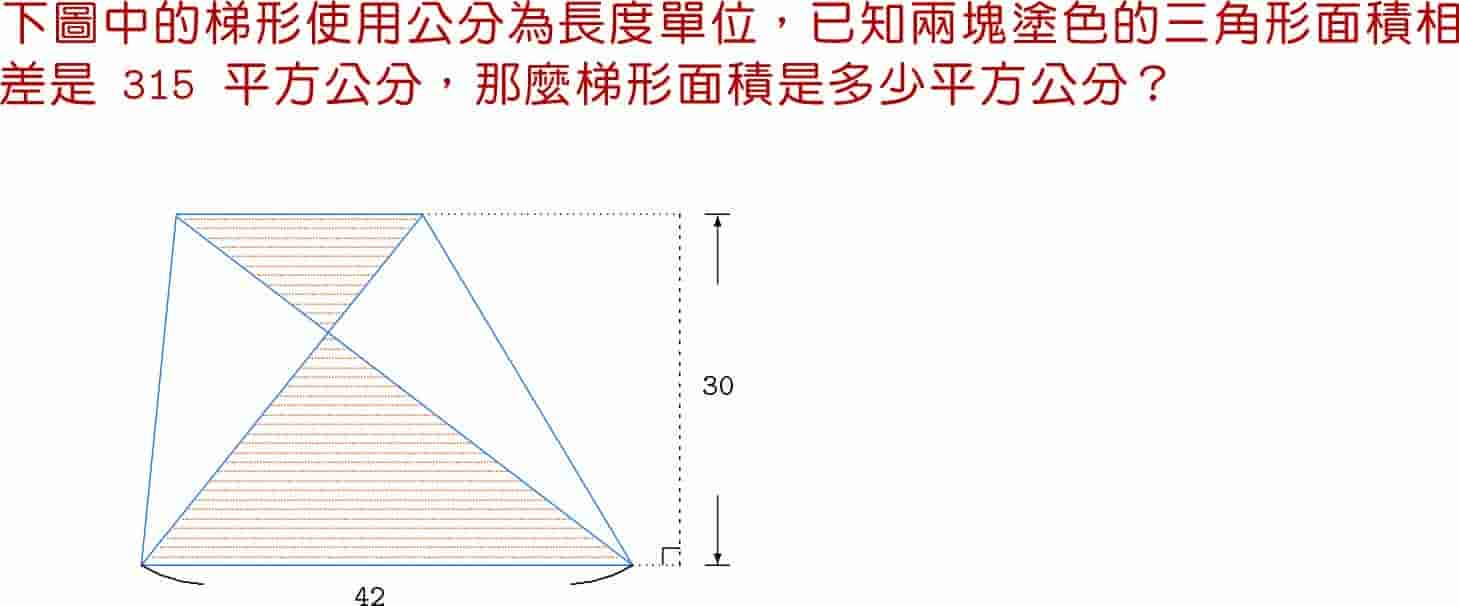 下圖中的梯形使用公分為長度單位，已知兩塊塗色的三角形面積相
差是 315 平方公分，那麼梯形面積是多少平方公分？
30
42